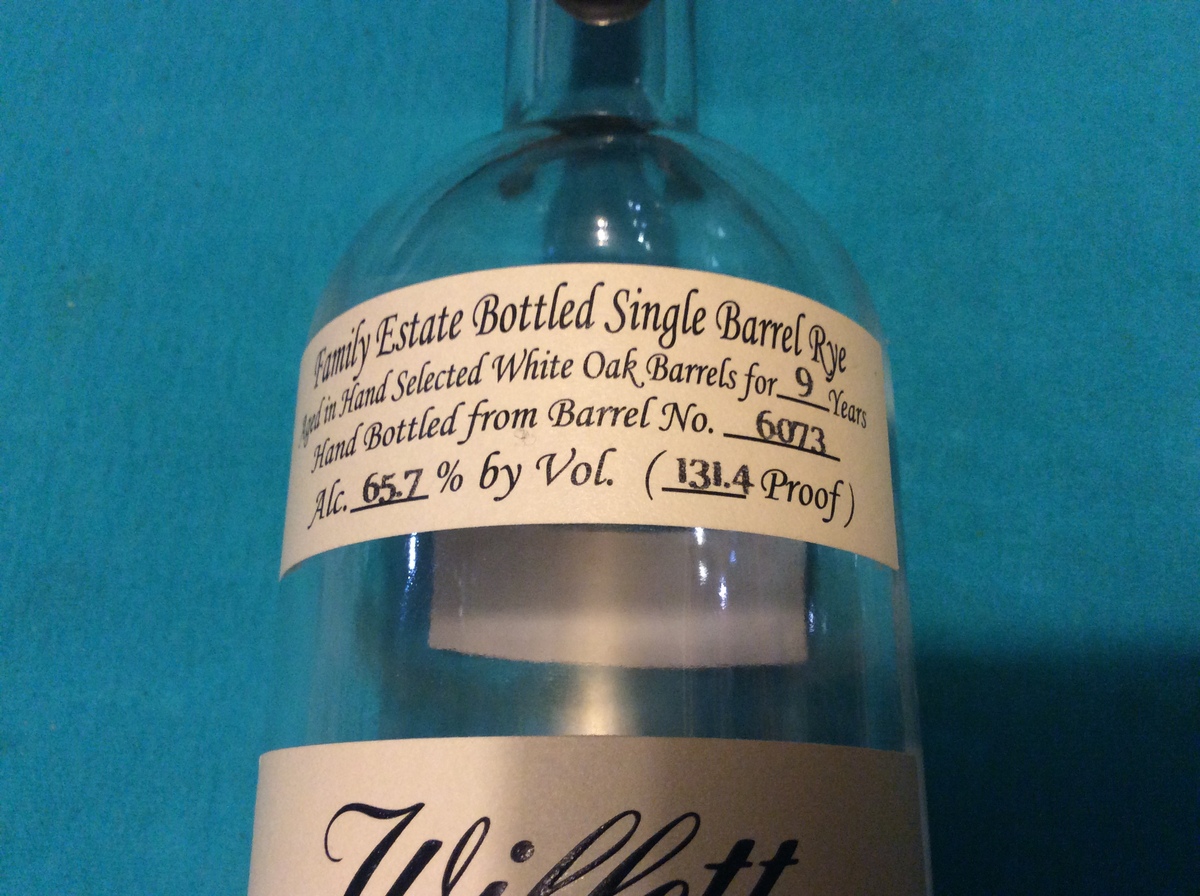 Family Estate Bottled Single Barrel Rye
Aged in Hand Selected White Oak Barrels for 9 Years
Hand Bottled from Barrel No. 6073
Alc. 65.7 % by Vol. (131.4 Proof)
Willett